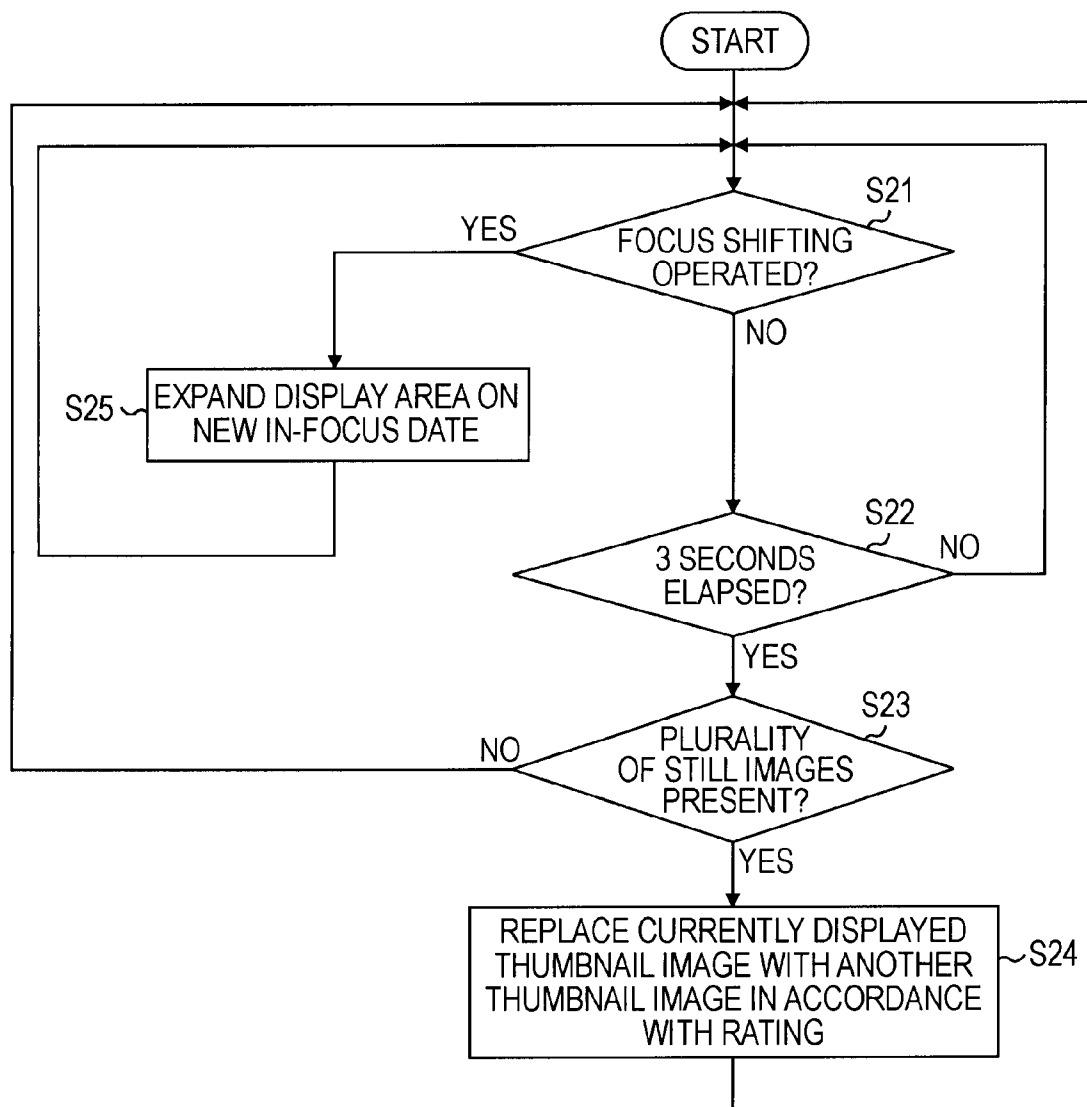 START
S21
YES
FOCUS SHIFTING
OPERATED?
NO
S25
EXPAND DISPLAY AREA ON
NEW IN-FOCUS DATE
S22
NO
3 SECONDS
ELAPSED?
YES
S23
NO
PLURALITY
OF STILL IMAGES
PRESENT?
YES
REPLACE CURRENTLY DISPLAYED
THUMBNAIL IMAGE WITH ANOTHER
THUMBNAIL IMAGE IN ACCORDANCE
WITH RATING
S24